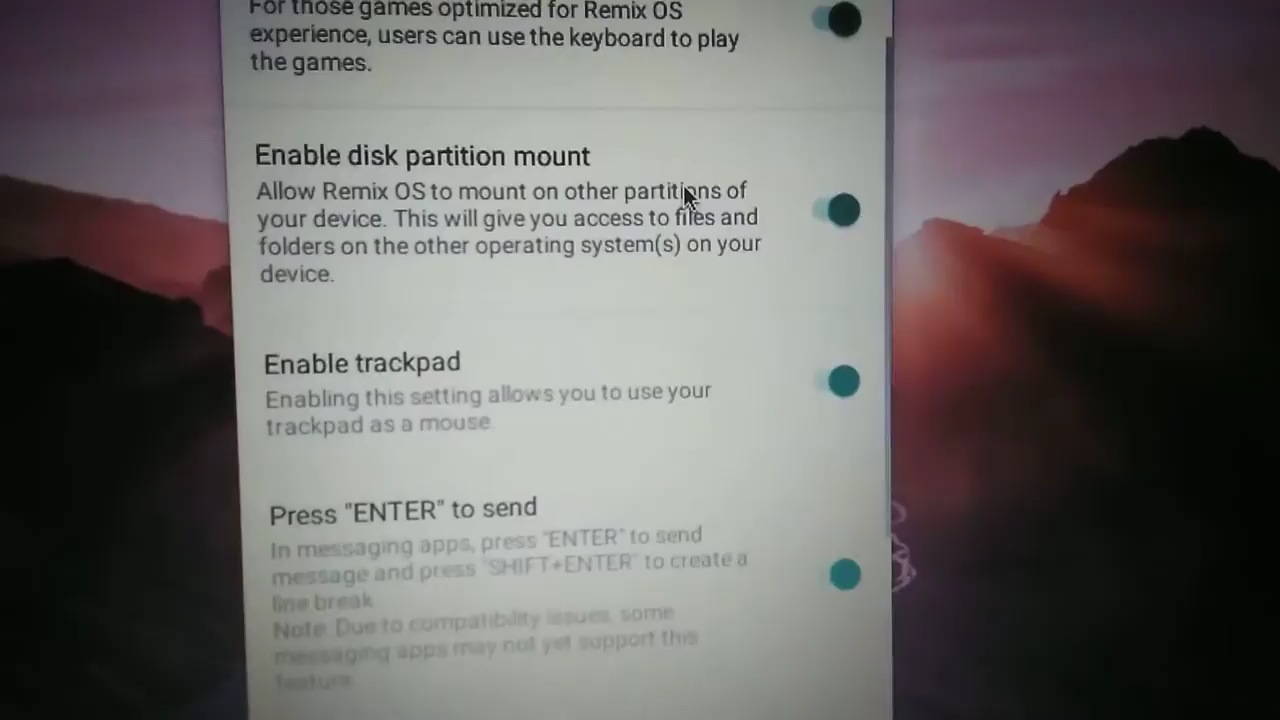 For those games optimized for Remix OS
experience, users can use the keyboard to play
the games.
Enable disk partition mount
Allow Remix OS to mount on other partitions of
your device. This will give you access to files and
folders on the other operating system(s) on your
device.
Enable trackpad
Enabling this setting allows you to use your
trackpad as a mouse
Press "ENTER" to send
In messaging apps, press "ENTER" to send
message and press "SHIFT+ENTER" to create a
line break
Note: Due to compatibility issues, some
messaging apps may not yet support this
feature.